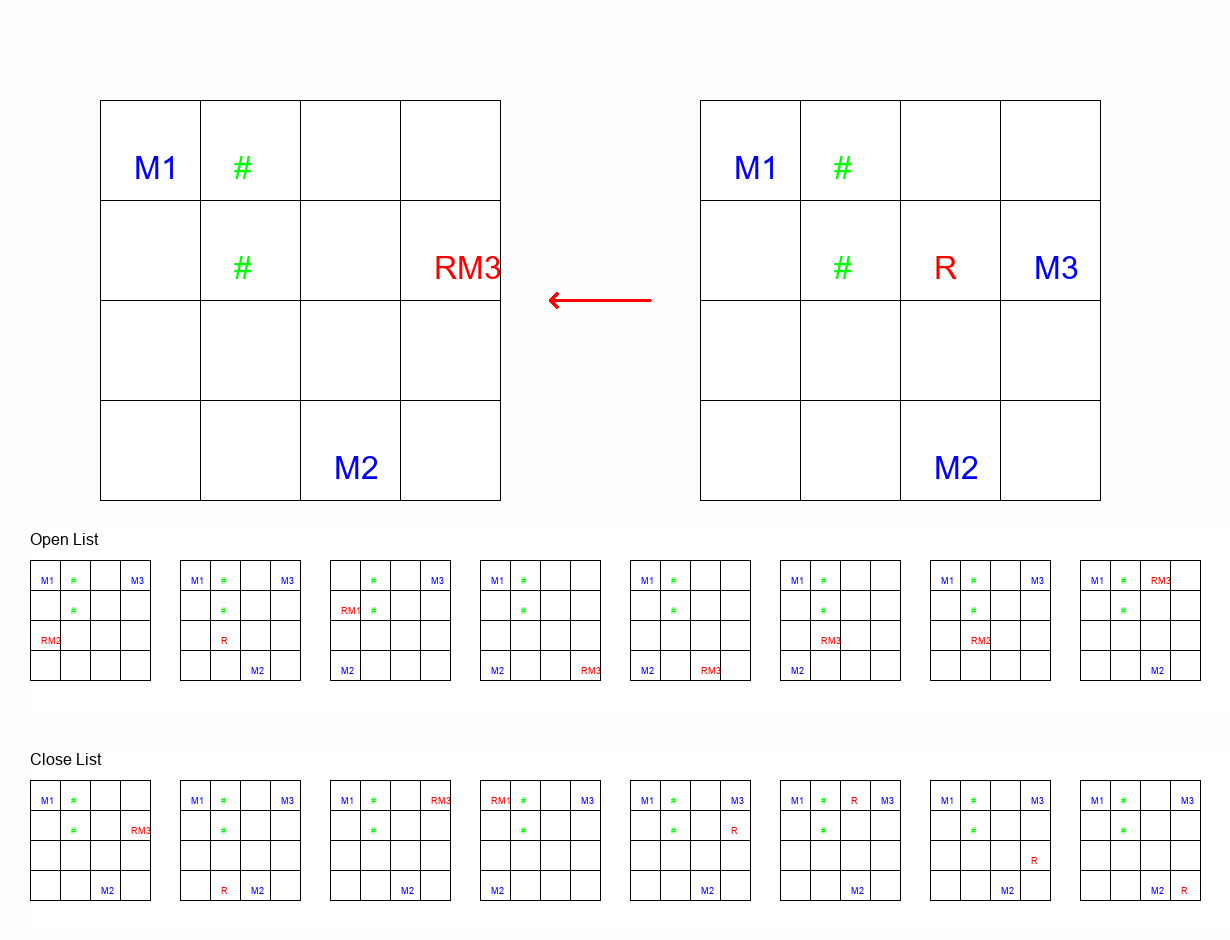 M1 # M1 #
# RM3 # R M3
M2 M2
Open List
M1 # M3 M1 # M3 # M3 M1 # M1 # M1 # M1 # M3 M1 # RM3
# # RM1 # # # # # #
RM2 R RM3 RM2
M2 M2 M2 RM3 M2 RM3 M2 M2
Close List
M1 # M1 # M3 M1 # RM3 RM1 # M3 M1 # M3 M1 # R M3 M1 # M3 M1 # M3
# RM3 # # # # R # # #
R
M2 R M2 M2 M2 M2 M2 M2 M2 R